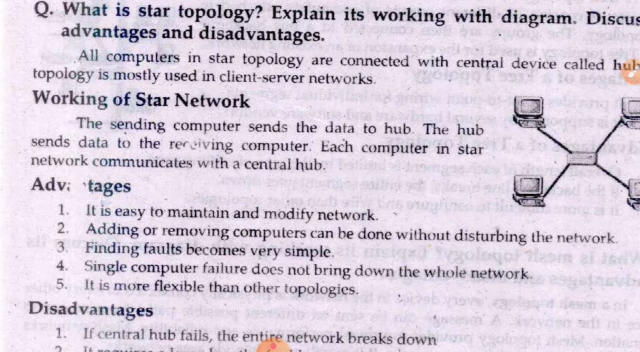 Q. What is star topology? Explain its working with diagram. Discus
advantages and disadvantages.
All computers in star topology are connected with central device called hub
topology is mostly used in client-server networks.
Working of Star Network
The sending computer sends the data to hub. The hub
sends data to the receiving computer. Each computer in star
network communicates with a central hub.
Adv tages
1. It is easy to maintain and modify network.
2. Adding or removing computers can be done without disturbing the network.
3. Finding faults becomes very simple.
4. Single computer failure does not bring down the whole network.
5. It is more flexible than other topologies.
Disadvantages
1. If central hub fails, the entire network breaks down
2. It requires